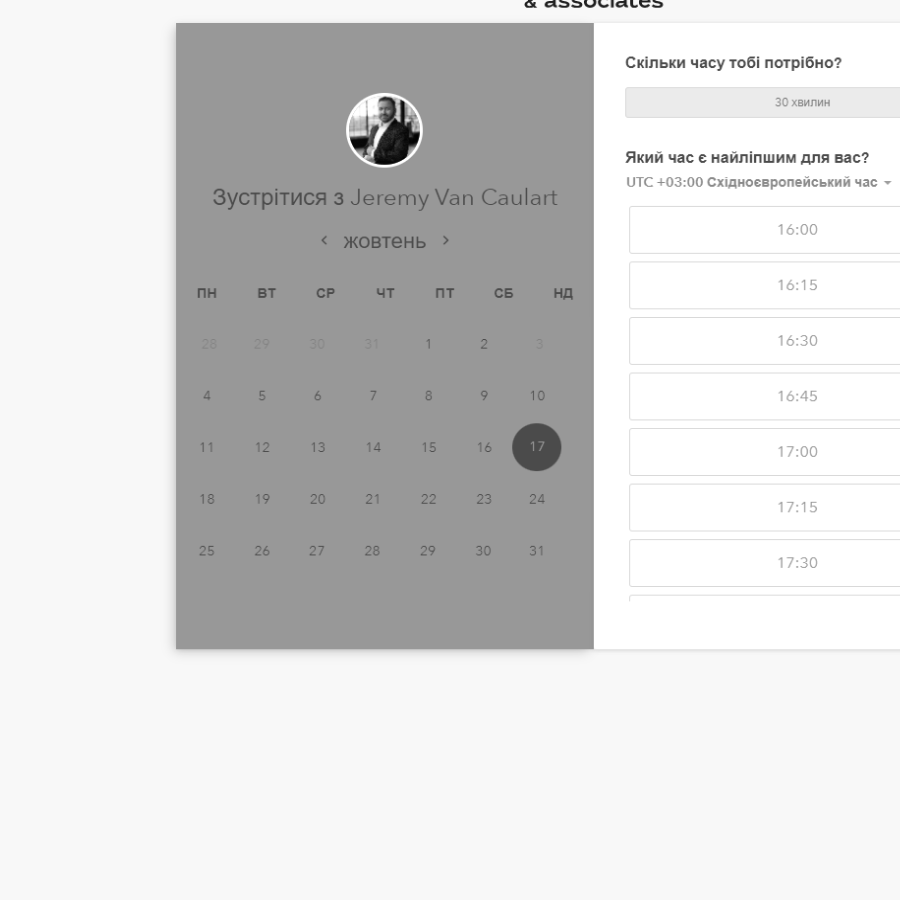 & associates
Зустрітися з Jeremy Van Caulart
жовтень
ПН ВТ СР ЧТ ПТ СБ НД
28 29 30 31 1 2 3
4 5 6 7 8 9 10
11 12 13 14 15 16 17
18 19 20 21 22 23 24
25 26 27 28 29 30 31
Скільки часу тобі потрібно?
30 хвилин
Який час є найліпшим для вас?
UTC +03:00 Східноєвропейський час
16:00
16:15
16:30
16:45
17:00
17:15
17:30